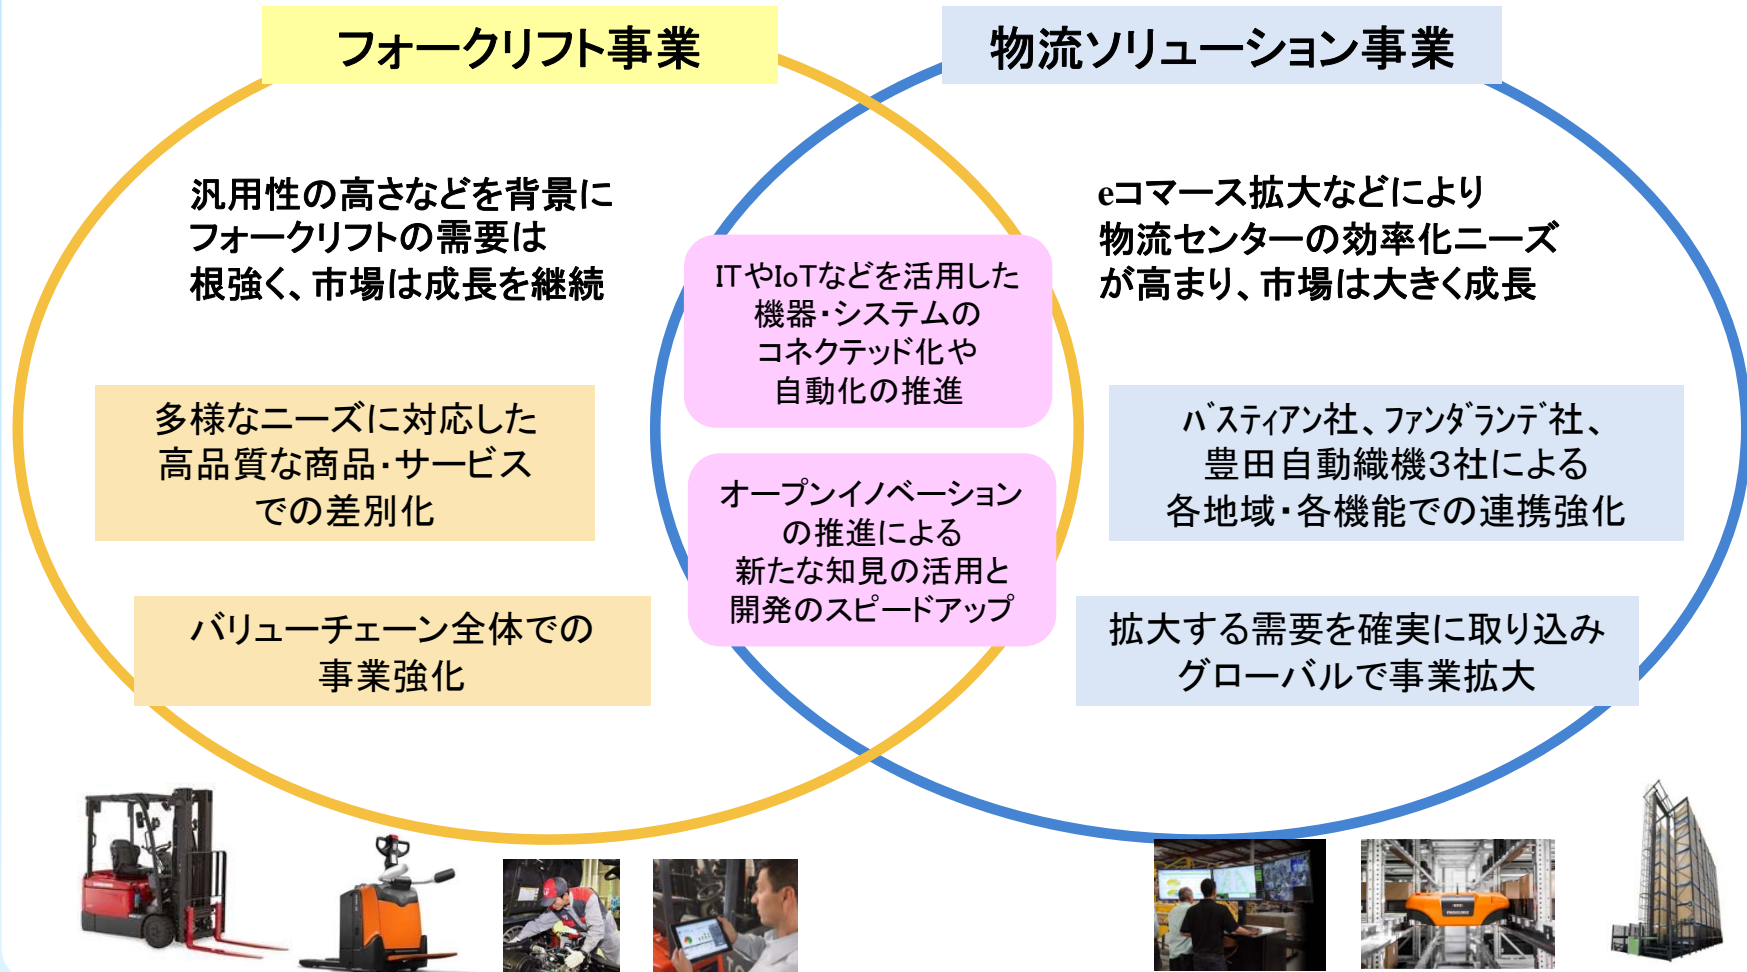 フォークリフト事業
物流ソリューション事業
汎用性の高さなどを背景に
フォークリフトの需要は
根強く、市場は成長を継続
多様なニーズに対応した
高品質な商品・サービス
での差別化
バリューチェーン全体での
事業強化
ITやIoTなどを活用した
機器・システムの
コネクテッド化や
自動化の推進
オープンイノベーション
の推進による
新たな知見の活用と
開発のスピードアップ
eコマース拡大などにより
物流センターの効率化ニーズ
が高まり、市場は大きく成長
ﾊﾞｽティアン社、ファンダランデ社、
豊田自動織機3社による
各地域・各機能での連携強化
拡大する需要を確実に取り込み
グローバルで事業拡大